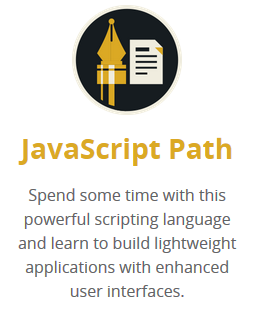 JavaScript Path
Spend some time with this
powerful scripting language
and learn to build lightweight
applications with enhanced
user interfaces.